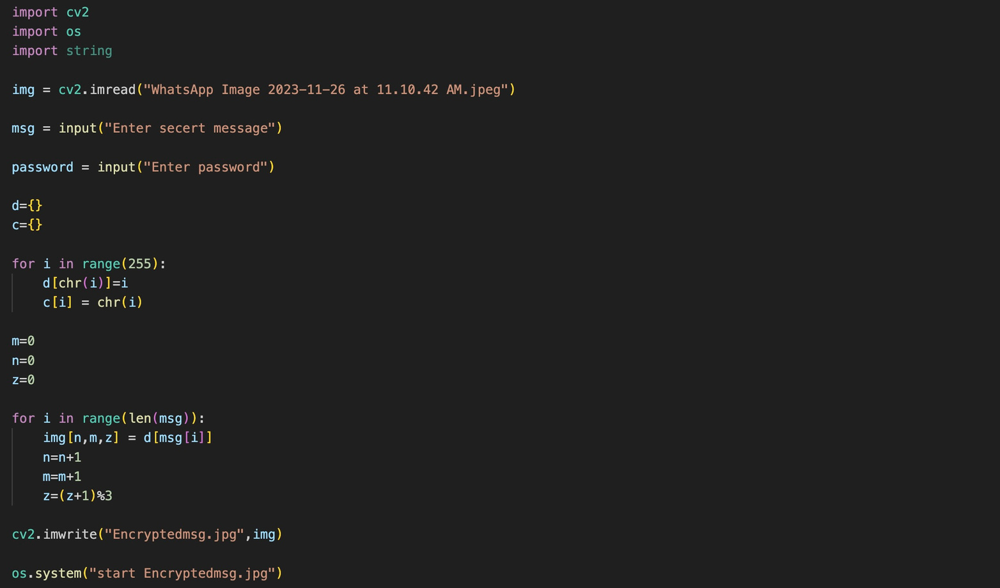 import cv2
import os
import string
img = cv2.imread("WhatsApp Image 2023-11-26 at 11.10.42 AM.jpeg")
msg = input("Enter secert message")
password = input("Enter password")
d={}
c={}
for i in range(255):
    d[chr(i)]=i
    c[i] = chr(i)
m=0
n=0
z=0
for i in range(len(msg)):
    img[n,m,z] = d[msg[i]]
    n=n+1
    m=m+1
    z=(z+1)%3
cv2.imwrite("Encryptedmsg.jpg",img)
os.system("start Encryptedmsg.jpg")